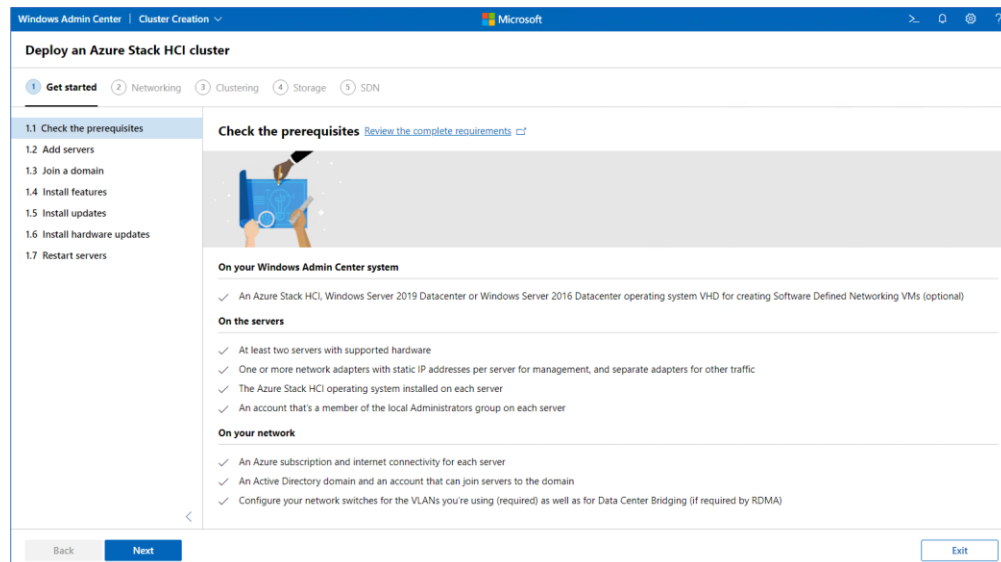 Windows Admin Center | Cluster Creation
Microsoft
Deploy an Azure Stack HCI cluster
1 Get started 2 Networking 3 Clustering 4 Storage 5 SDN
1.1 Check the prerequisites
1.2 Add servers
1.3 Join a domain
1.4 Install features
1.5 Install updates
1.6 Install hardware updates
1.7 Restart servers
Check the prerequisites Review the complete requirements
On your Windows Admin Center system
An Azure Stack HCI, Windows Server 2019 Datacenter or Windows Server 2016 Datacenter operating system VHD for creating Software Defined Networking VMs (optional)
On the servers
At least two servers with supported hardware
One or more network adapters with static IP addresses per server for management, and separate adapters for other traffic
The Azure Stack HCI operating system installed on each server
An account that's a member of the local Administrators group on each server
On your network
An Azure subscription and internet connectivity for each server
An Active Directory domain and an account that can join servers to the domain
Configure your network switches for the VLANs you're using (required) as well as for Data Center Bridging (if required by RDMA)
Back Next Exit